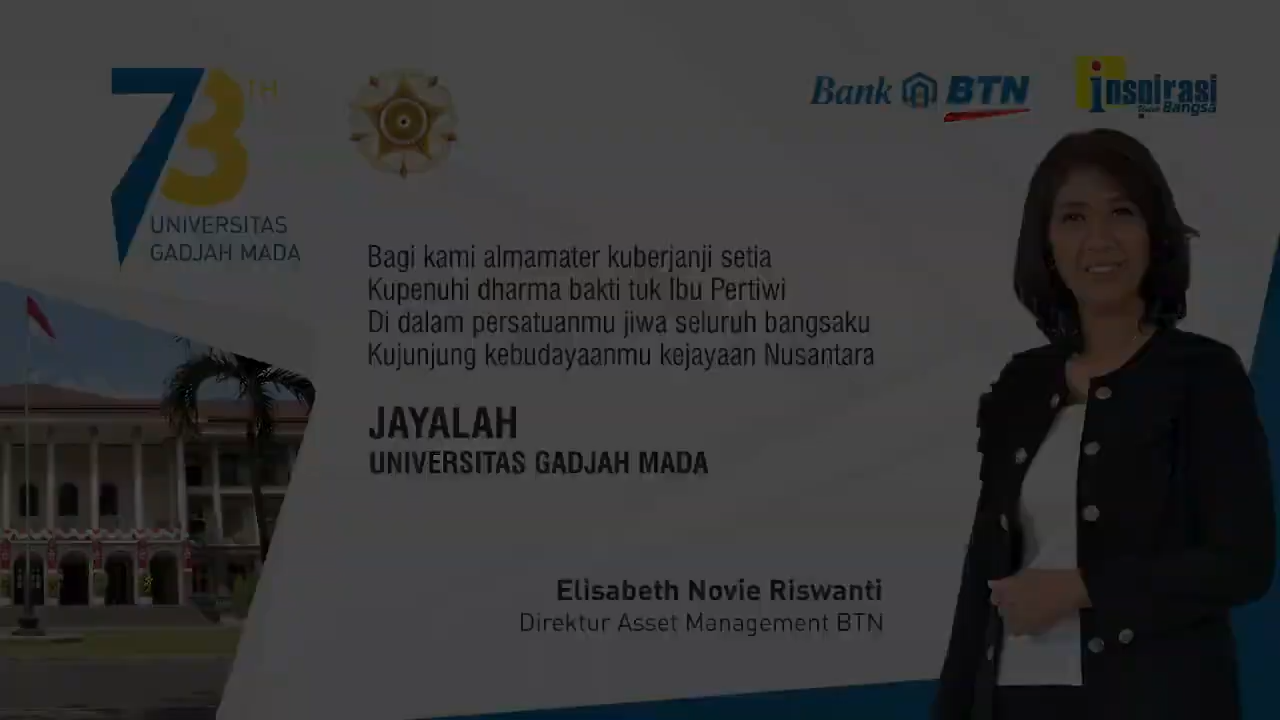 73TH
UNIVERSITAS
GADJAH MADA
Bank BTN
inspirasi
Untuk Bangsa
Bagi kami almamater kuberjanji setia
Kupenuhi dharma bakti tuk Ibu Pertiwi
Di dalam persatuanmu jiwa seluruh bangsaku
Kujunjung kebudayaanmu kejayaan Nusantara
JAYALAH
UNIVERSITAS GADJAH MADA
Elisabeth Novie Riswanti
Direktur Asset Management BTN